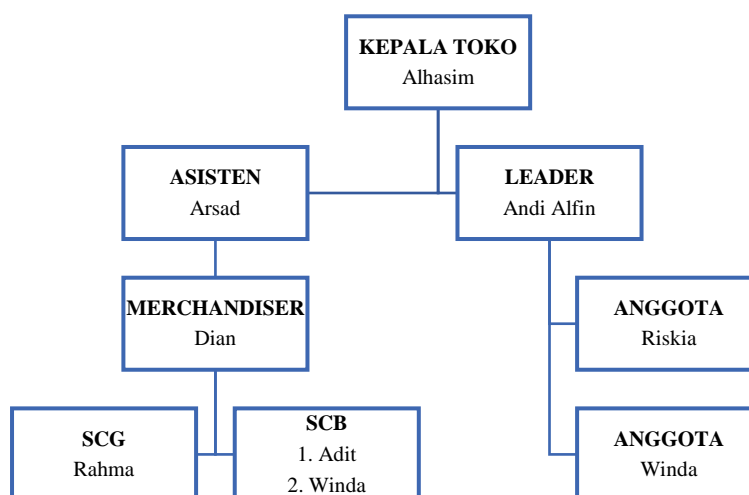 KEPALA TOKO
Alhasim
ASISTEN
Arsad
LEADER
Andi Alfin
MERCHANDISER
Dian
ANGGOTA
Riskia
SCG
Rahma
SCB
1. Adit
2. Winda
ANGGOTA
Winda